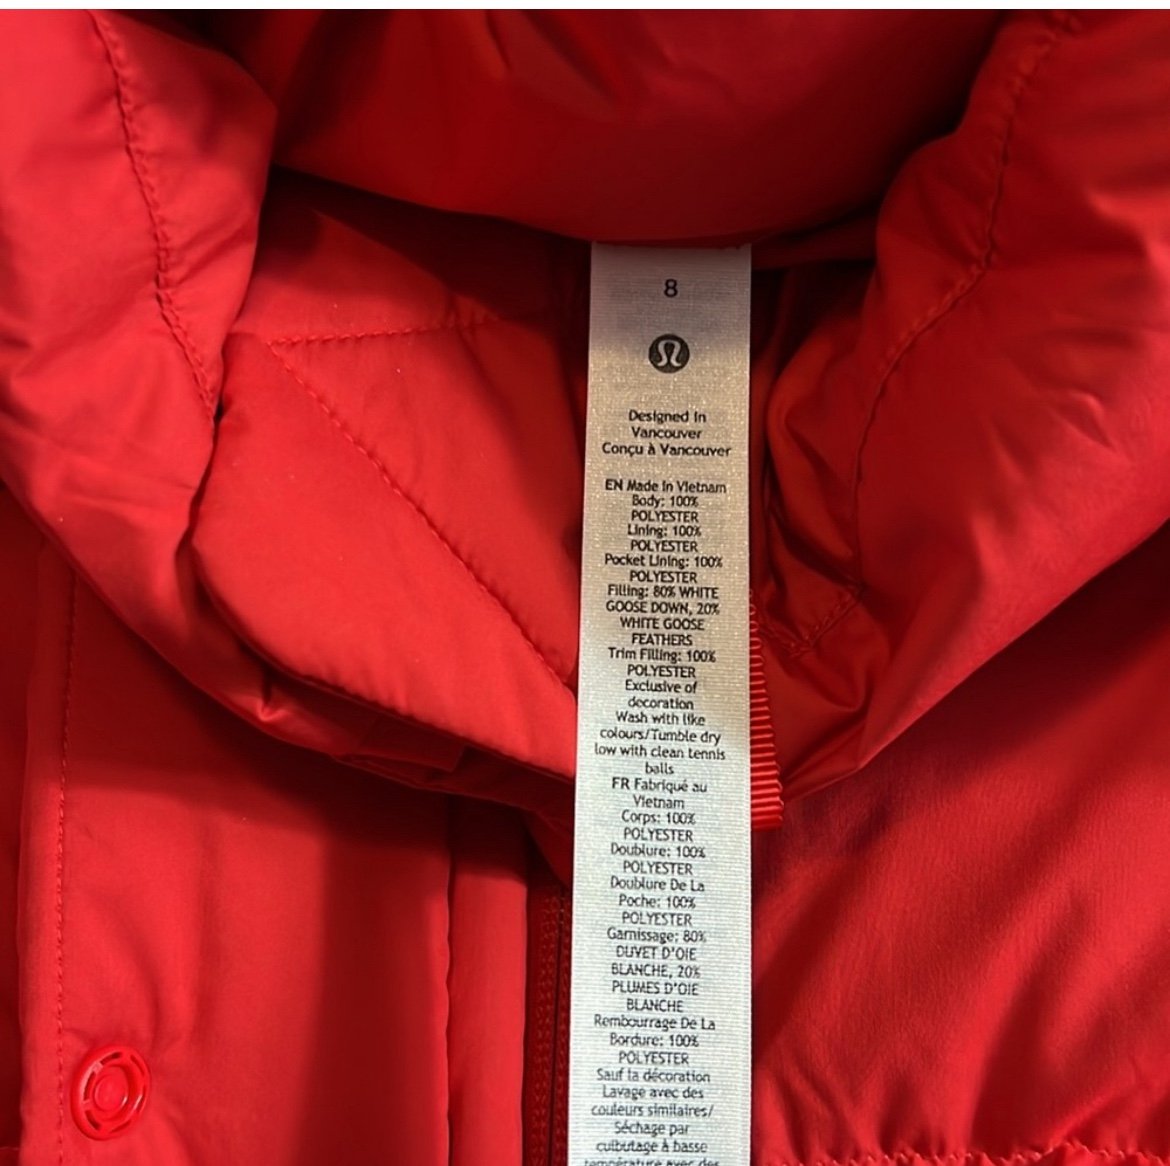 8
Designed in
Vancouver
Conçu à Vancouver
EN Made in Vietnam
Body: 100%
POLYESTER
Lining: 100%
POLYESTER
Pocket Lining: 100%
POLYESTER
Filling: 80% WHITE
GOOSE DOWN, 20%
WHITE GOOSE
FEATHERS
Trim Filling: 100%
POLYESTER
Exclusive of
decoration
Wash with like
colours/Tumble dry
low with clean tennis
balls
FR Fabriqué au
Vietnam
Corps: 100%
POLYESTER
Doublure: 100%
POLYESTER
Doublure De La
Poche: 100%
POLYESTER
Garnissage: 80%
DUVET D'OIE
BLANCHE, 20%
PLUMES D'OIE
BLANCHE
Rembourrage De La
Bordure: 100%
POLYESTER
Sauf la décoration
Lavage avec des
couleurs similaires/
Séchage par
culbutage à basse
température avec des